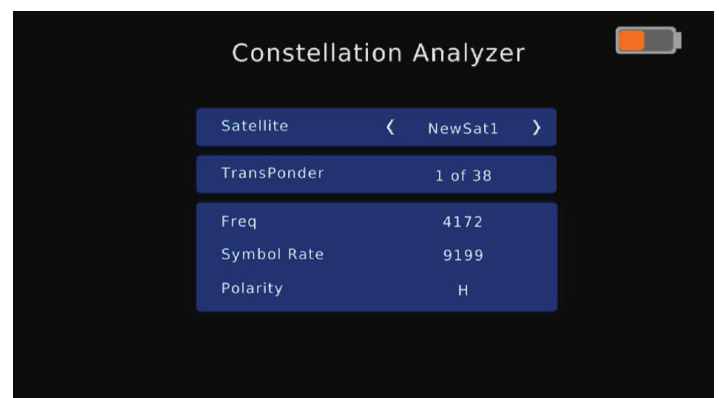 Constellation Analyzer
Satellite ❮ NewSat1 ❯
TransPonder 1 of 38
Freq 4172
Symbol Rate 9199
Polarity H